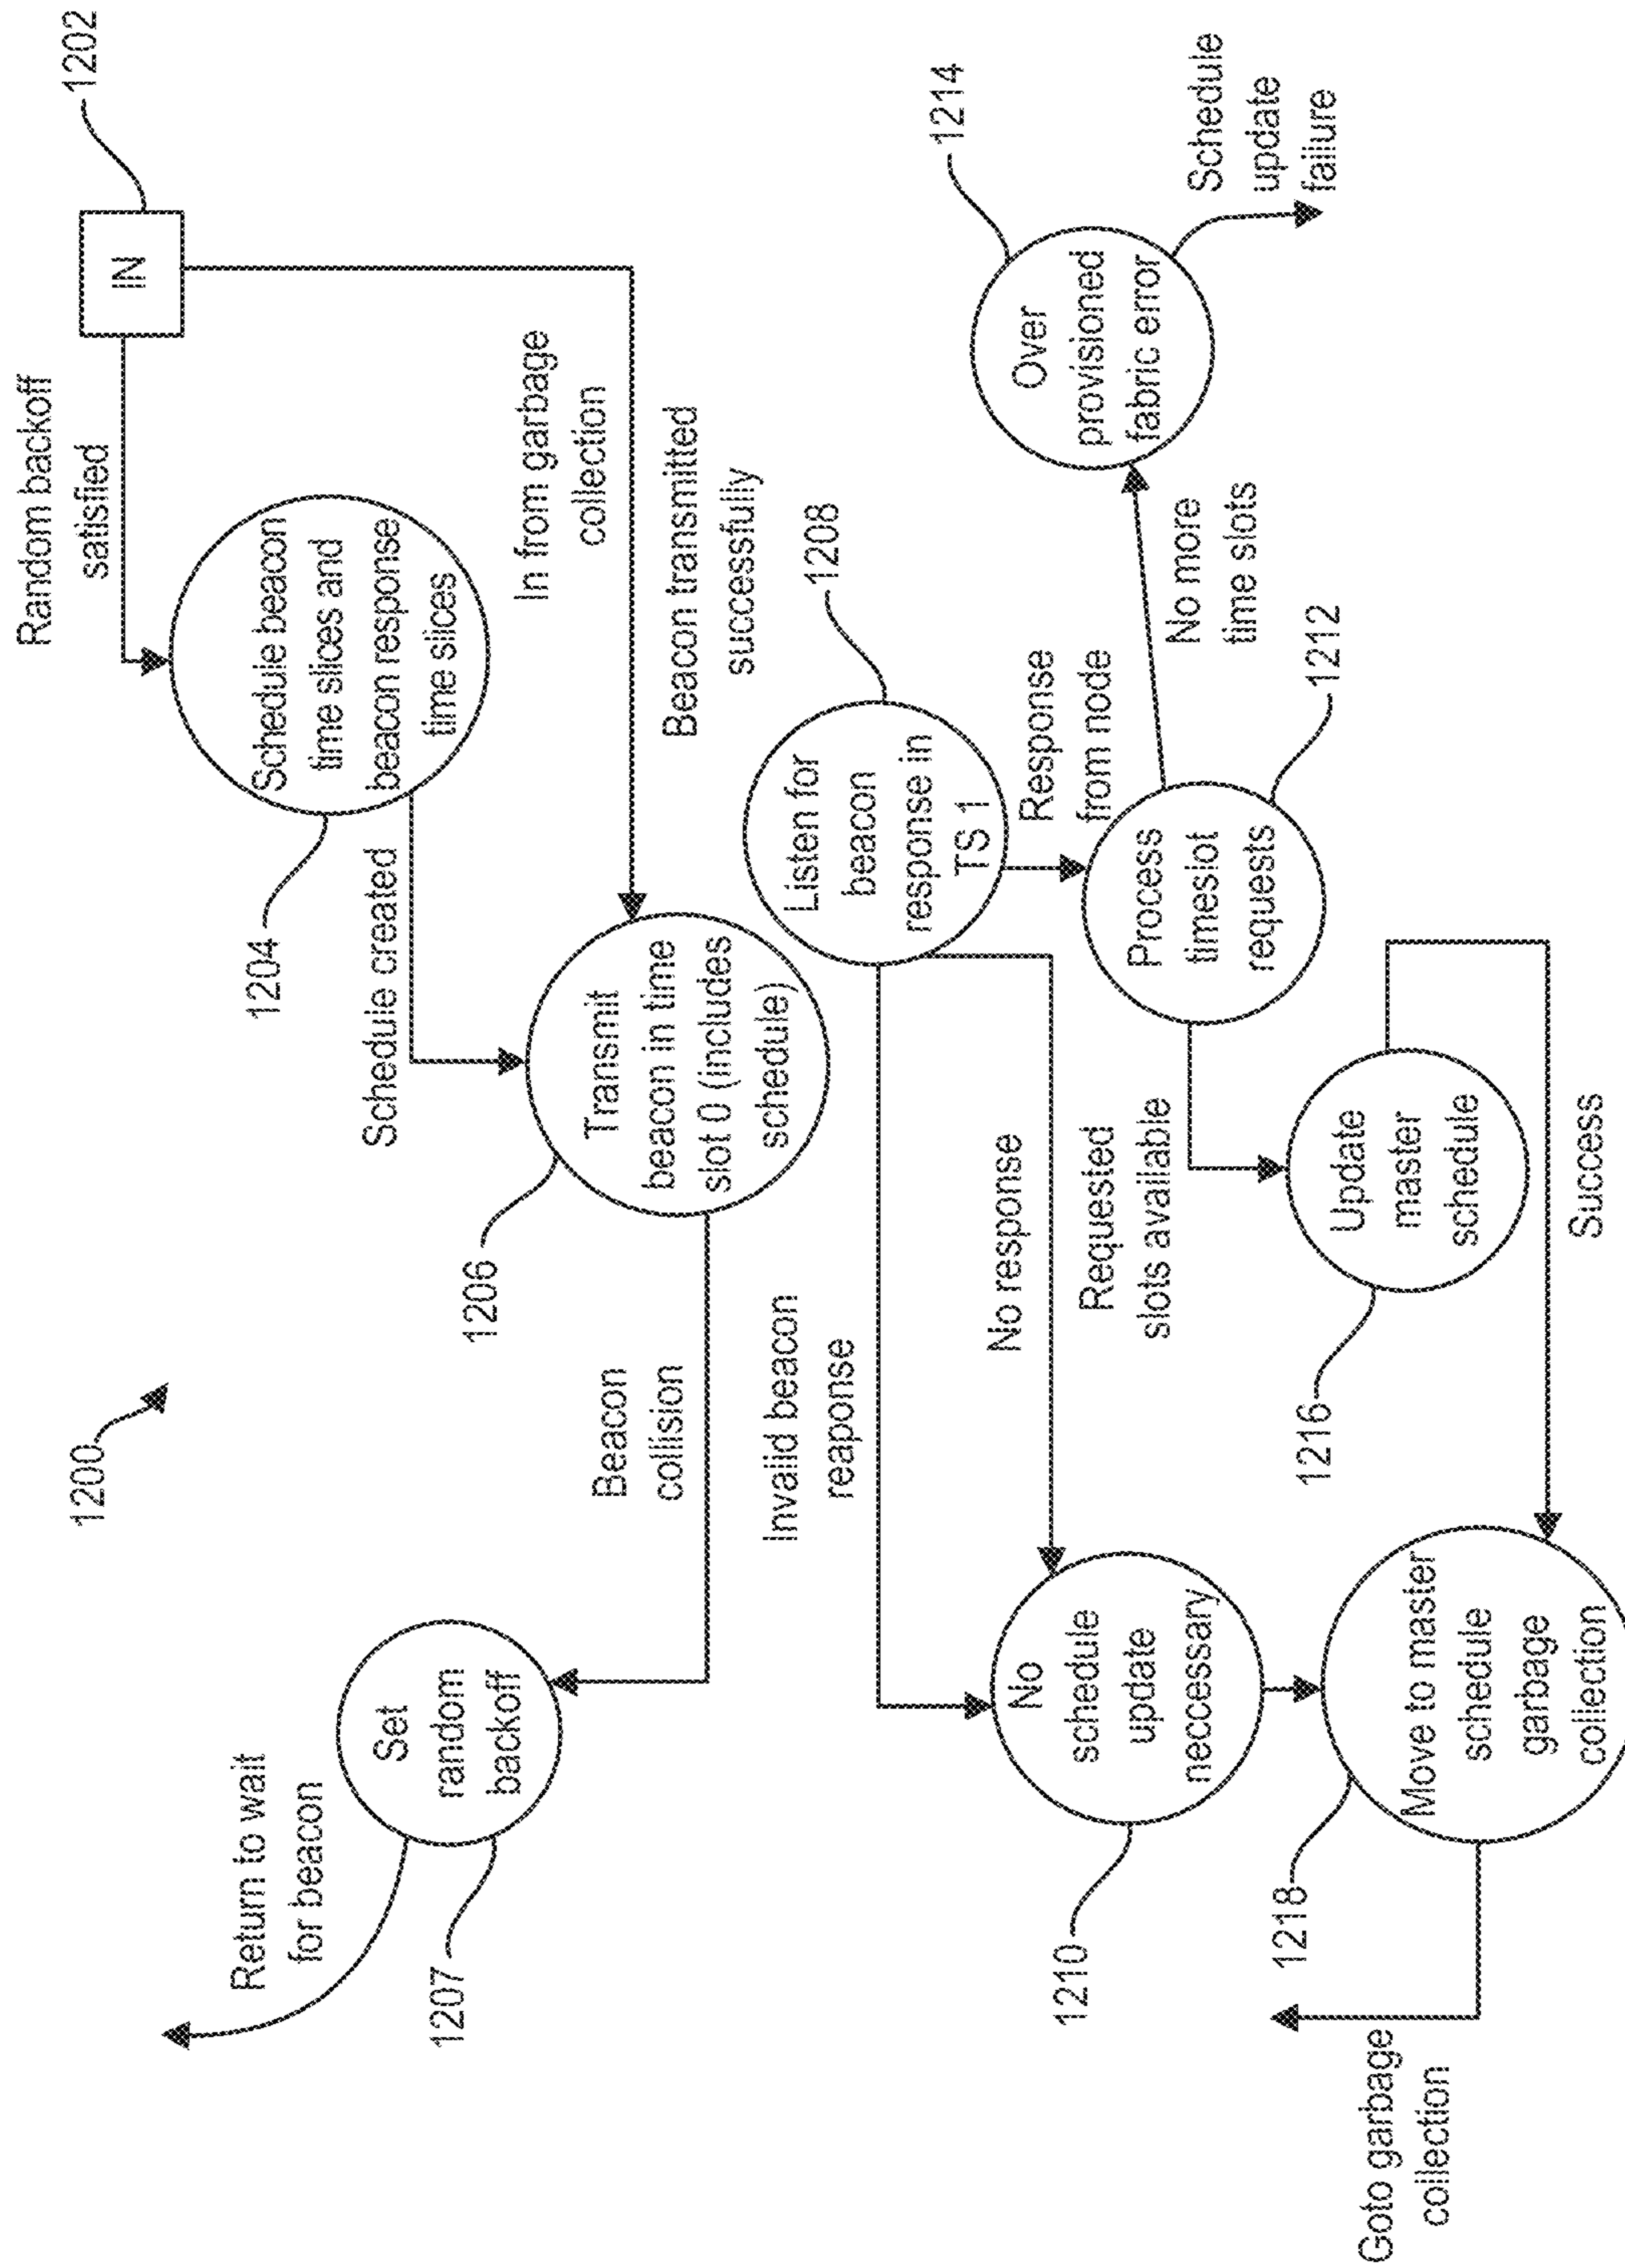 1200
1202
IN
Random backoff
satisfied
Schedule beacon
time slices and
beacon response
time slices
1204
In from garbage
collection
Schedule created
Transmit
beacon in time
slot 0 (includes
schedule)
1206
Beacon
collision
Set
random
backoff
1207
Return to wait
for beacon
Beacon transmitted
successfully
Listen for
beacon
response in
TS 1
1208
Invalid beacon
reaponse
No response
No
schedule
update
neccessary
1210
Response
from node
Process
timeslot
requests
1212
No more
time slots
Over
provisioned
fabric error
1214
Schedule
update
failure
Requested
slots available
Update
master
schedule
1216
Success
Move to master
schedule
garbage
collection
1218
Goto garbage
collection